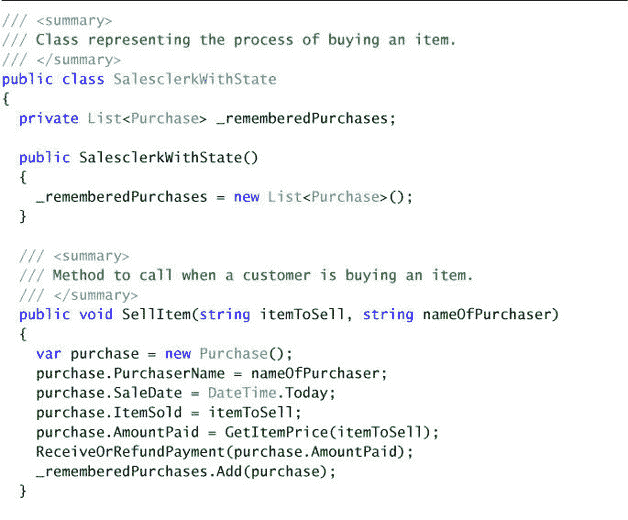 /// <summary>
/// Class representing the process of buying an item.
/// </summary>
public class SalesclerkWithState
{
  private List<Purchase> _rememberedPurchases;

  public SalesclerkWithState()
  {
    _rememberedPurchases = new List<Purchase>();
  }

  /// <summary>
  /// Method to call when a customer is buying an item.
  /// </summary>
  public void SellItem(string itemToSell, string nameOfPurchaser)
  {
    var purchase = new Purchase();
    purchase.PurchaserName = nameOfPurchaser;
    purchase.SaleDate = DateTime.Today;
    purchase.ItemSold = itemToSell;
    purchase.AmountPaid = GetItemPrice(itemToSell);
    ReceiveOrRefundPayment(purchase.AmountPaid);
    _rememberedPurchases.Add(purchase);
  }